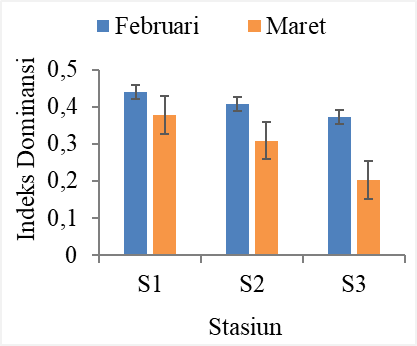 Februari Maret
Indeks Dominansi
0,5
0,4
0,3
0,2
0,1
0
S1 S2 S3
Stasiun